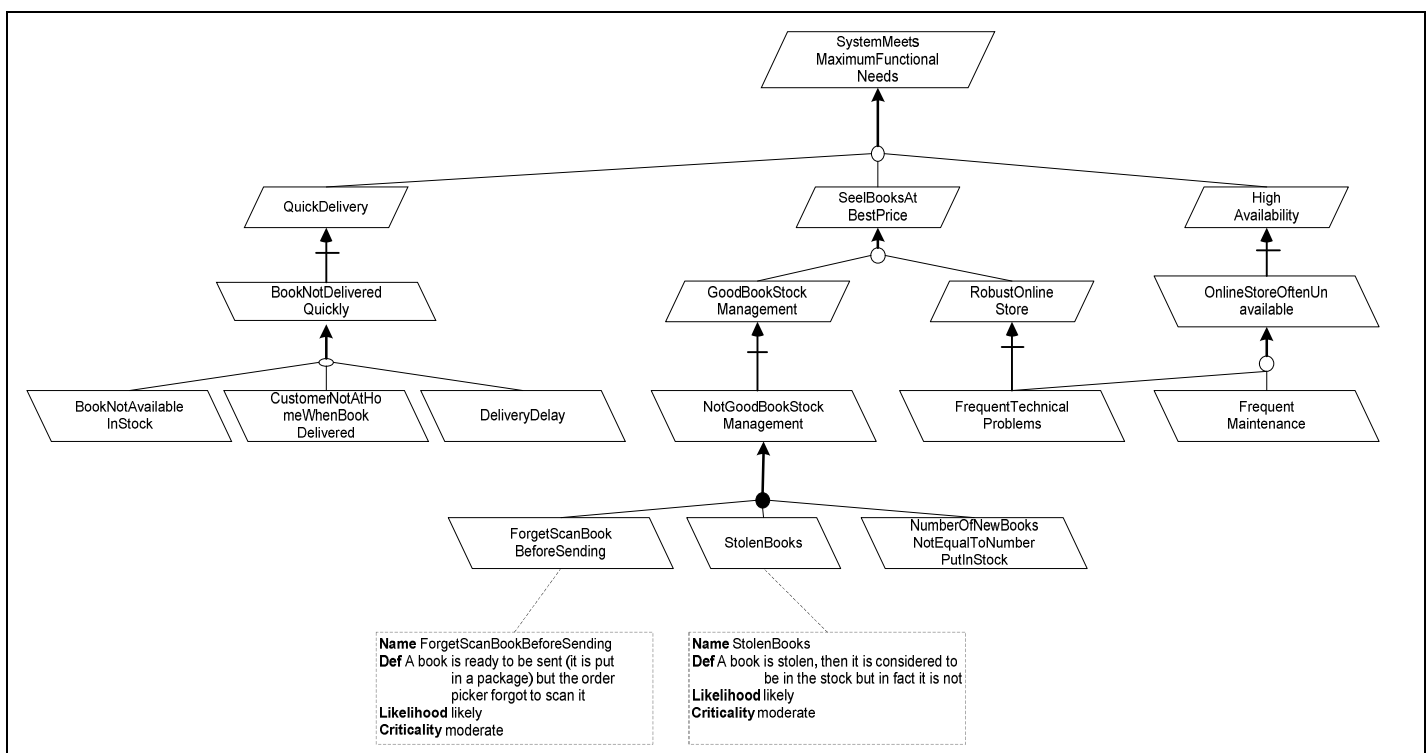 SystemMeets
MaximumFunctional
Needs
QuickDelivery
SeelBooksAt
BestPrice
High
Availability
BookNotDelivered
Quickly
GoodBookStock
Management
RobustOnline
Store
OnlineStoreOftenUn
available
BookNotAvailable
InStock
CustomerNotAtHo
meWhenBook
Delivered
DeliveryDelay
NotGoodBookStock
Management
FrequentTechnical
Problems
Frequent
Maintenance
ForgetScanBook
BeforeSending
StolenBooks
NumberOfNewBooks
NotEqualToNumber
PutInStock
Name ForgetScanBookBeforeSending
Def A book is ready to be sent (it is put
in a package) but the order
picker forgot to scan it
Likelihood likely
Criticality moderate
Name StolenBooks
Def A book is stolen, then it is considered to
be in the stock but in fact it is not
Likelihood likely
Criticality moderate